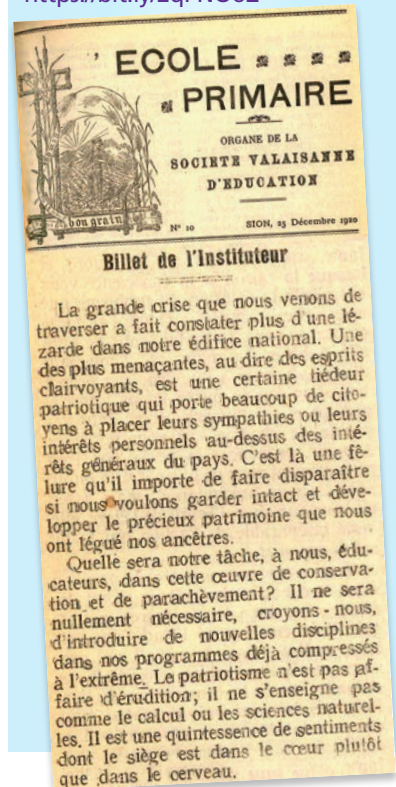 ' ECOLE
PRIMAIRE
ORGANE DE LA
SOCIETE VALAISANNE
D'EDUCATION
bon grain
N° 10
SION, 25 Décembre 1920
Billet de l'Instituteur
La grande crise que nous venons de
traverser a fait constater plus d'une lé-
zarde dans notre édifice national. Une
des plus menaçantes, au dire des esprits
clairvoyants, est une certaine tiédeur
patriotique qui porte beaucoup de cito-
yens à placer leurs sympathies ou leurs
intérêts personnels au-dessus des inté-
rêts généraux du pays. C'est là une fê-
lure qu'il importe de faire disparaître
si nous voulons garder intact et déve-
lopper le précieux patrimoine que nous
ont légué nos ancêtres.
Quelle sera notre tâche, à nous, édu-
cateurs, dans cette œuvre de conserva-
tion et de parachèvement? Il ne sera
nullement nécessaire, croyons-nous,
d'introduire de nouvelles disciplines
dans nos programmes déjà compressés
à l'extrême. Le patriotisme n'est pas af-
faire d'érudition; il ne s'enseigne pas
comme le calcul ou les sciences naturel-
les. Il est une quintessence de sentiments
dont le siège est dans le cœur plutôt
que dans le cerveau.